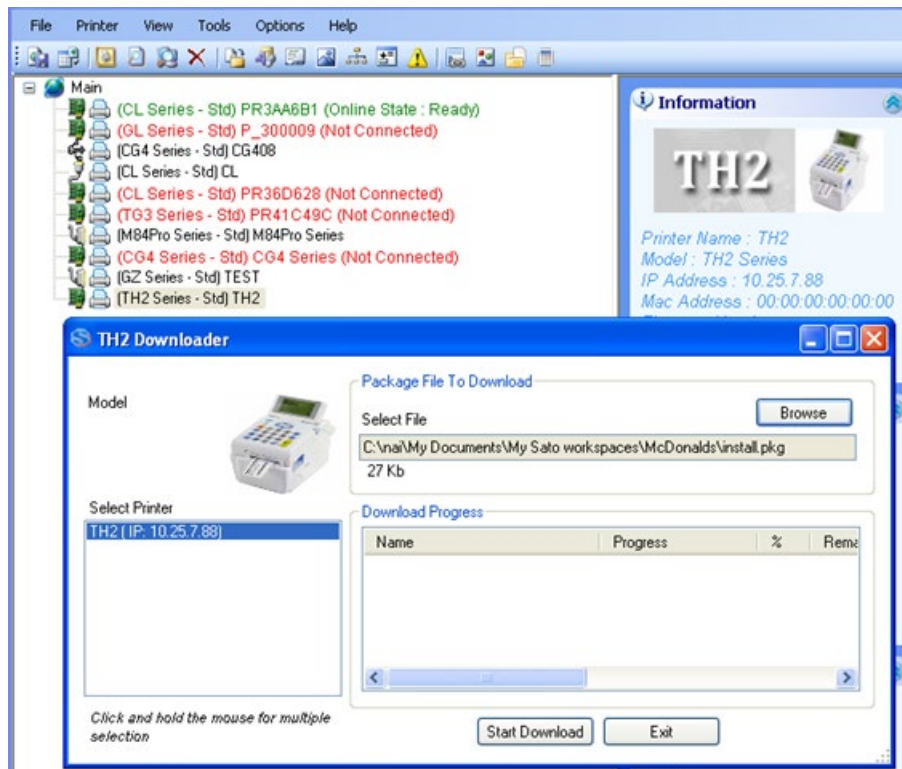 File Printer View Tools Options Help
Main
(CL Series - Std) PR3AA6B1 (Online State : Ready)
(GL Series - Std) P_300009 (Not Connected)
(CG4 Series - Std) CG408
(CL Series - Std) CL
(CL Series - Std) PR36D628 (Not Connected)
(TG3 Series - Std) PR41C49C (Not Connected)
(M84Pro Series - Std) M84Pro Series
(CG4 Series - Std) CG4 Series (Not Connected)
(GZ Series - Std) TEST
(TH2 Series - Std) TH2
Information
TH2
Printer Name : TH2
Model : TH2 Series
IP Address : 10.25.7.88
Mac Address : 00:00:00:00:00:00
TH2 Downloader
Model
Package File To Download
Select File
Browse
C:\nai\My Documents\My Sato workspaces\McDonalds\install.pkg
27 Kb
Select Printer
TH2 ( IP: 10.25.7.88)
Download Progress
Name Progress % Rema
Click and hold the mouse for multiple
selection
Start Download Exit